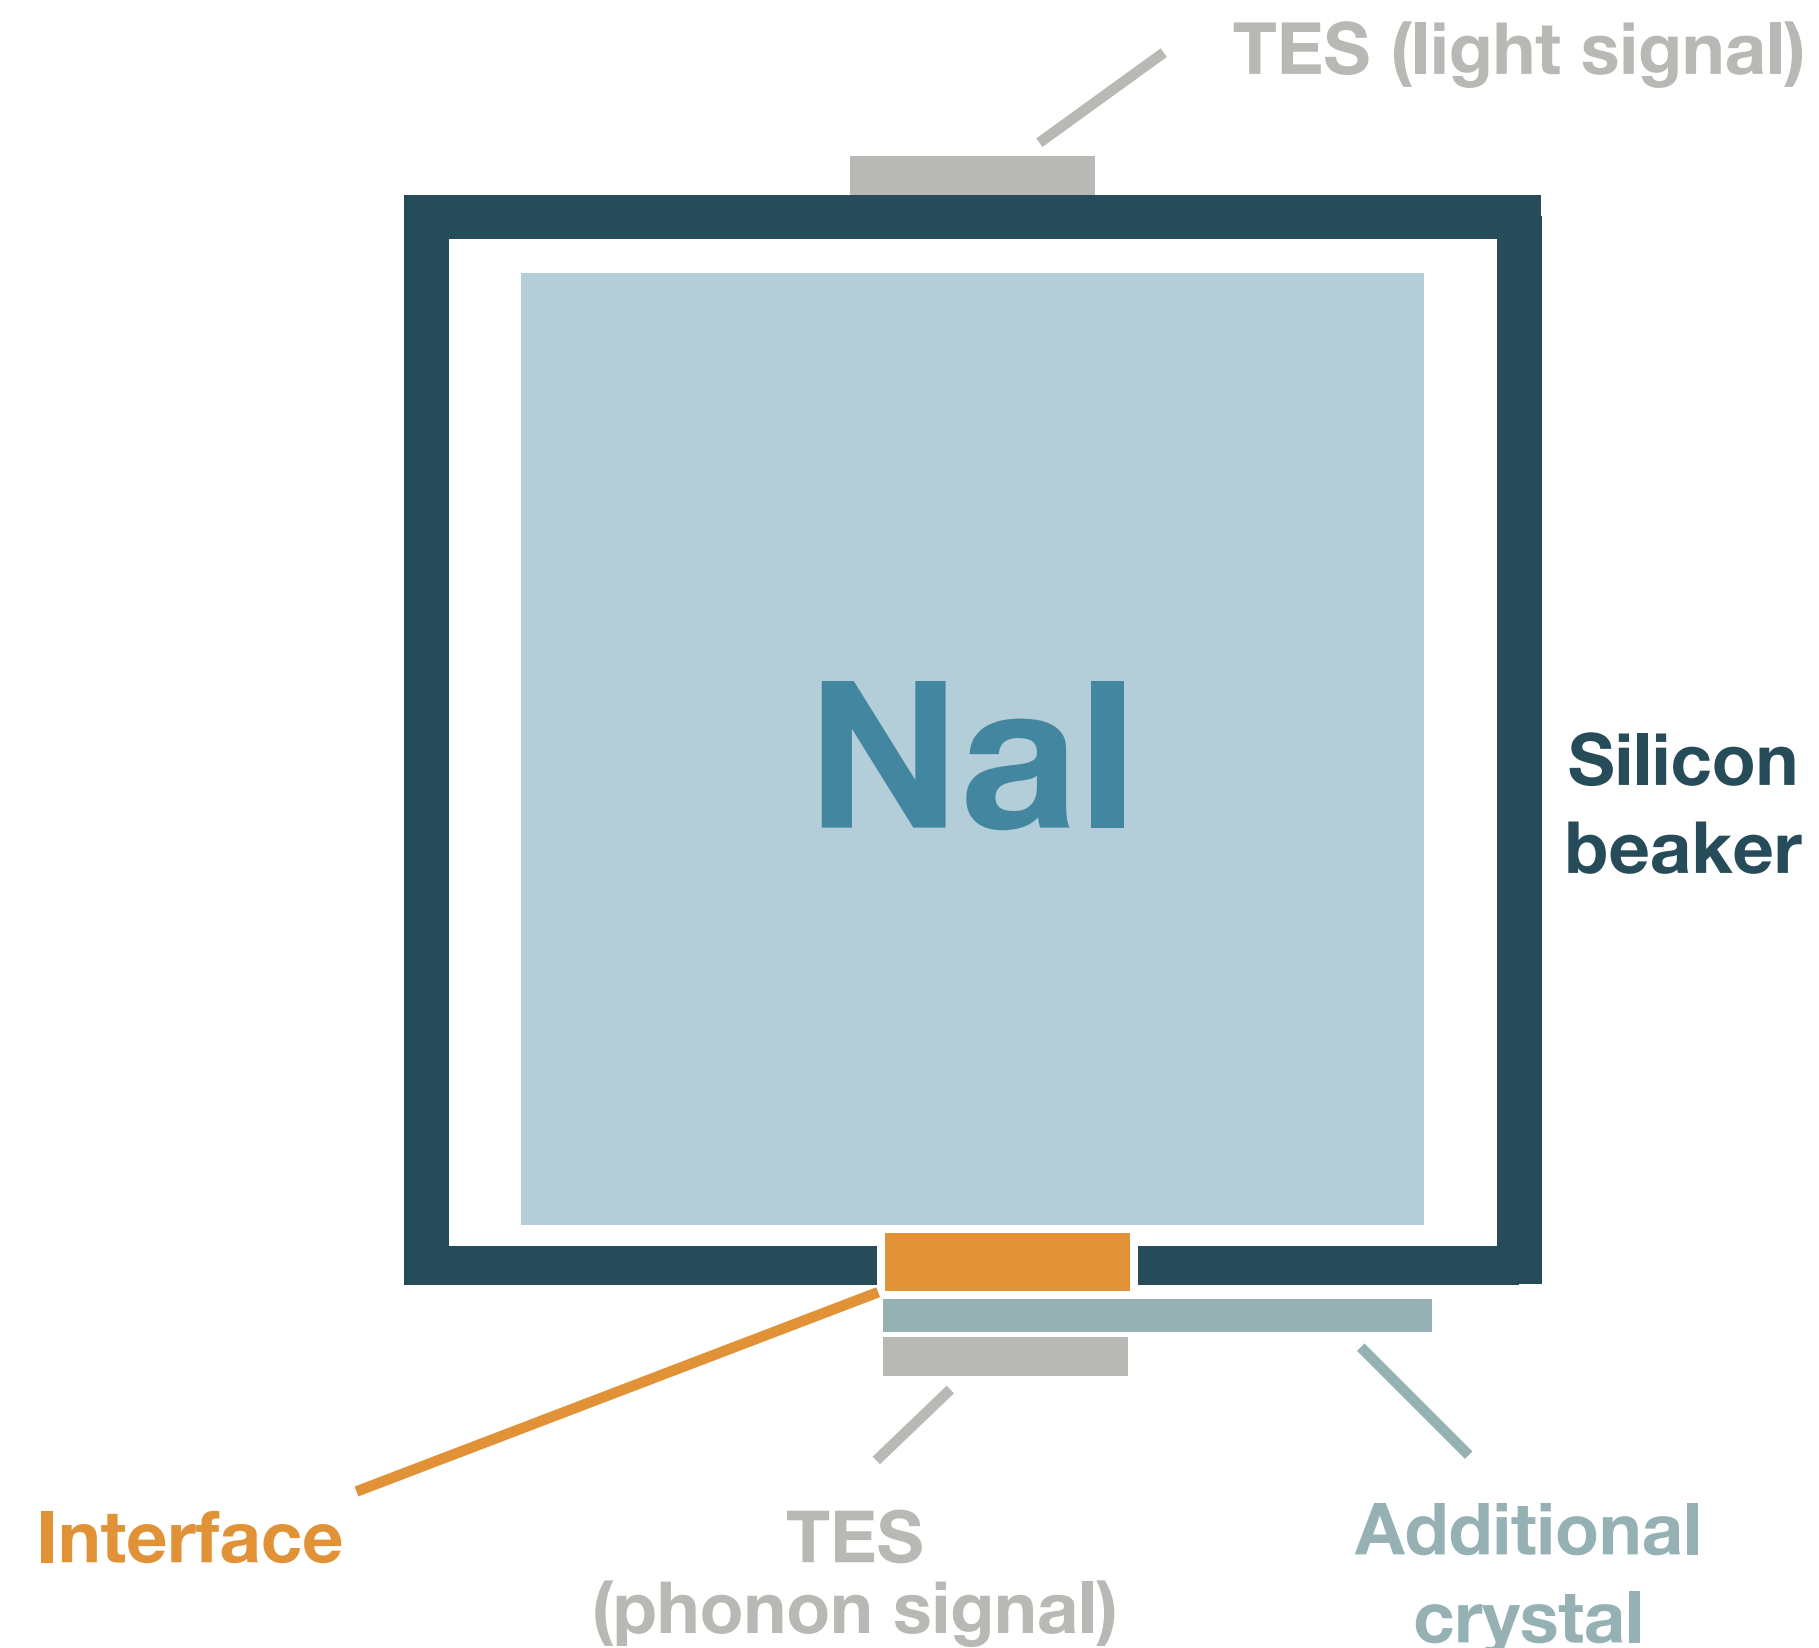 TES (light signal)
NaI
Silicon
beaker
Interface
TES
(phonon signal)
Additional
crystal